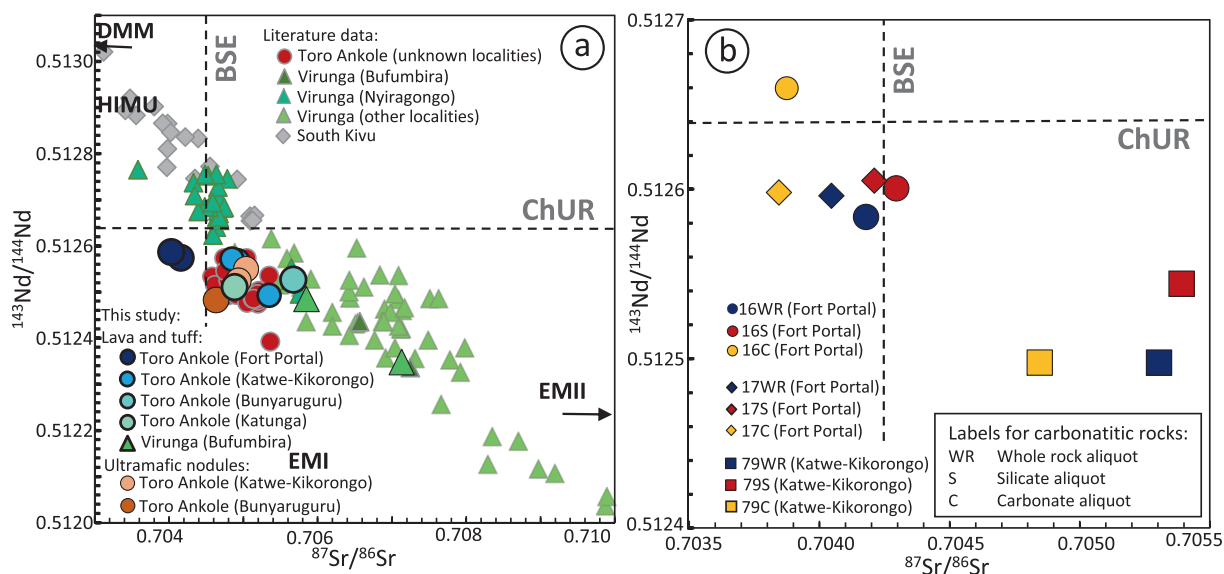 DMM
HIMU
BSE
Literature data:
Toro Ankole (unknown localities)
Virunga (Bufumbira)
Virunga (Nyiragongo)
Virunga (other localities)
South Kivu
a
ChUR
This study:
Lava and tuff:
Toro Ankole (Fort Portal)
Toro Ankole (Katwe-Kikorongo)
Toro Ankole (Bunyaruguru)
Toro Ankole (Katunga)
Virunga (Bufumbira)
EMI
EMII
Ultramafic nodules:
Toro Ankole (Katwe-Kikorongo)
Toro Ankole (Bunyaruguru)
0.5130
0.5128
0.5126
0.5124
0.5122
0.5120
¹⁴³Nd/¹⁴⁴Nd
0.704
0.706
0.708
0.710
⁸⁷Sr/⁸⁶Sr
b
BSE
ChUR
16WR (Fort Portal)
16S (Fort Portal)
16C (Fort Portal)
17WR (Fort Portal)
17S (Fort Portal)
17C (Fort Portal)
79WR (Katwe-Kikorongo)
79S (Katwe-Kikorongo)
79C (Katwe-Kikorongo)
Labels for carbonatitic rocks:
WR Whole rock aliquot
S Silicate aliquot
C Carbonate aliquot
0.5127
0.5126
0.5125
0.5124
¹⁴³Nd/¹⁴⁴Nd
0.7035
0.704
0.7045
0.705
0.7055
⁸⁷Sr/⁸⁶Sr